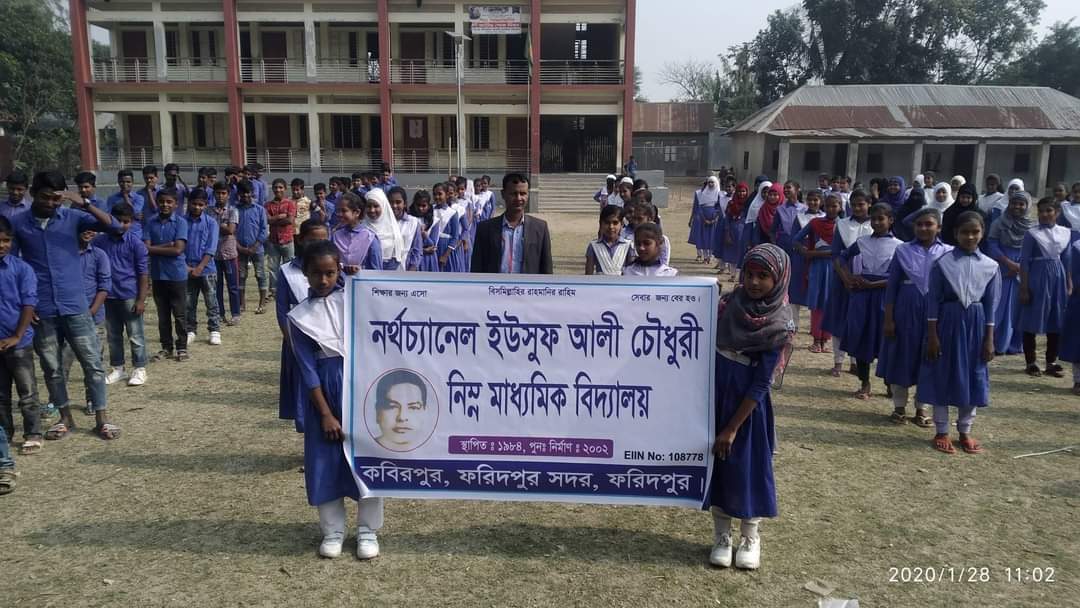 শিক্ষার জন্য এসো বিসমিল্লাহির রাহমানির রাহিম সেবার জন্য বের হও।
নর্থচ্যানেল ইউসুফ আলী চৌধুরী
নিম্ন মাধ্যমিক বিদ্যালয়
স্থাপিত ঃ ১৯৮৪, পুনঃ নির্মাণ ঃ ২০০২
EIIN No: 108778
কবিরপুর, ফরিদপুর সদর, ফরিদপুর।
2020/1/28 11:02